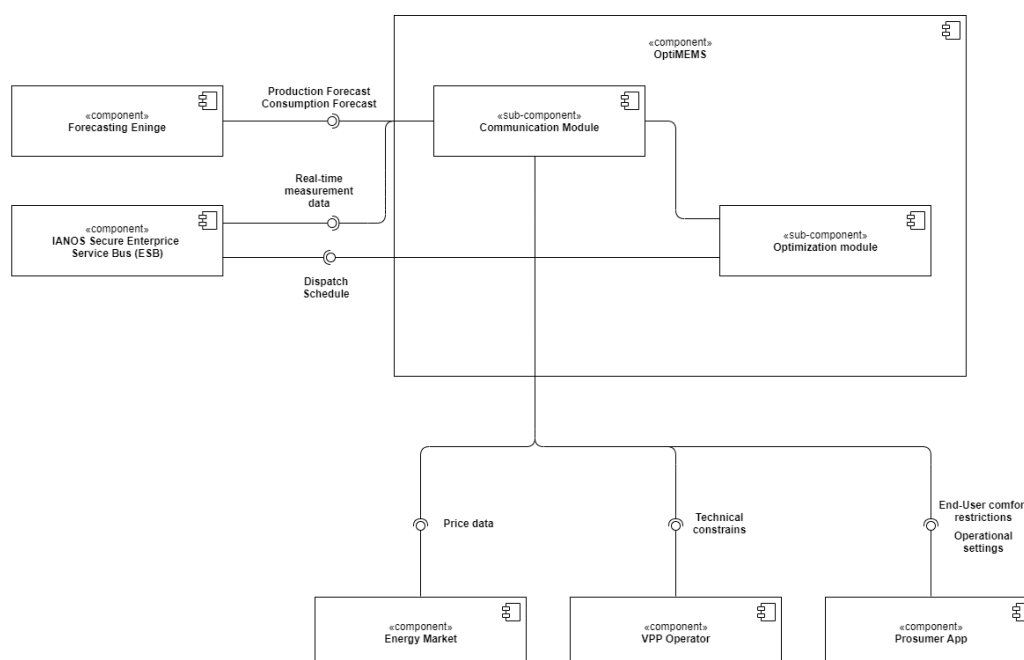 «component»
OptiMEMS
«component»
Forecasting Eninge
Production Forecast
Consumption Forecast
«sub-component»
Communication Module
Real-time
measurement
data
«component»
IANOS Secure Enterprice
Service Bus (ESB)
«sub-component»
Optimization module
Dispatch
Schedule
Price data
Technical
constrains
End-User comfor
restrictions
Operational
settings
«component»
Energy Market
«component»
VPP Operator
«component»
Prosumer App